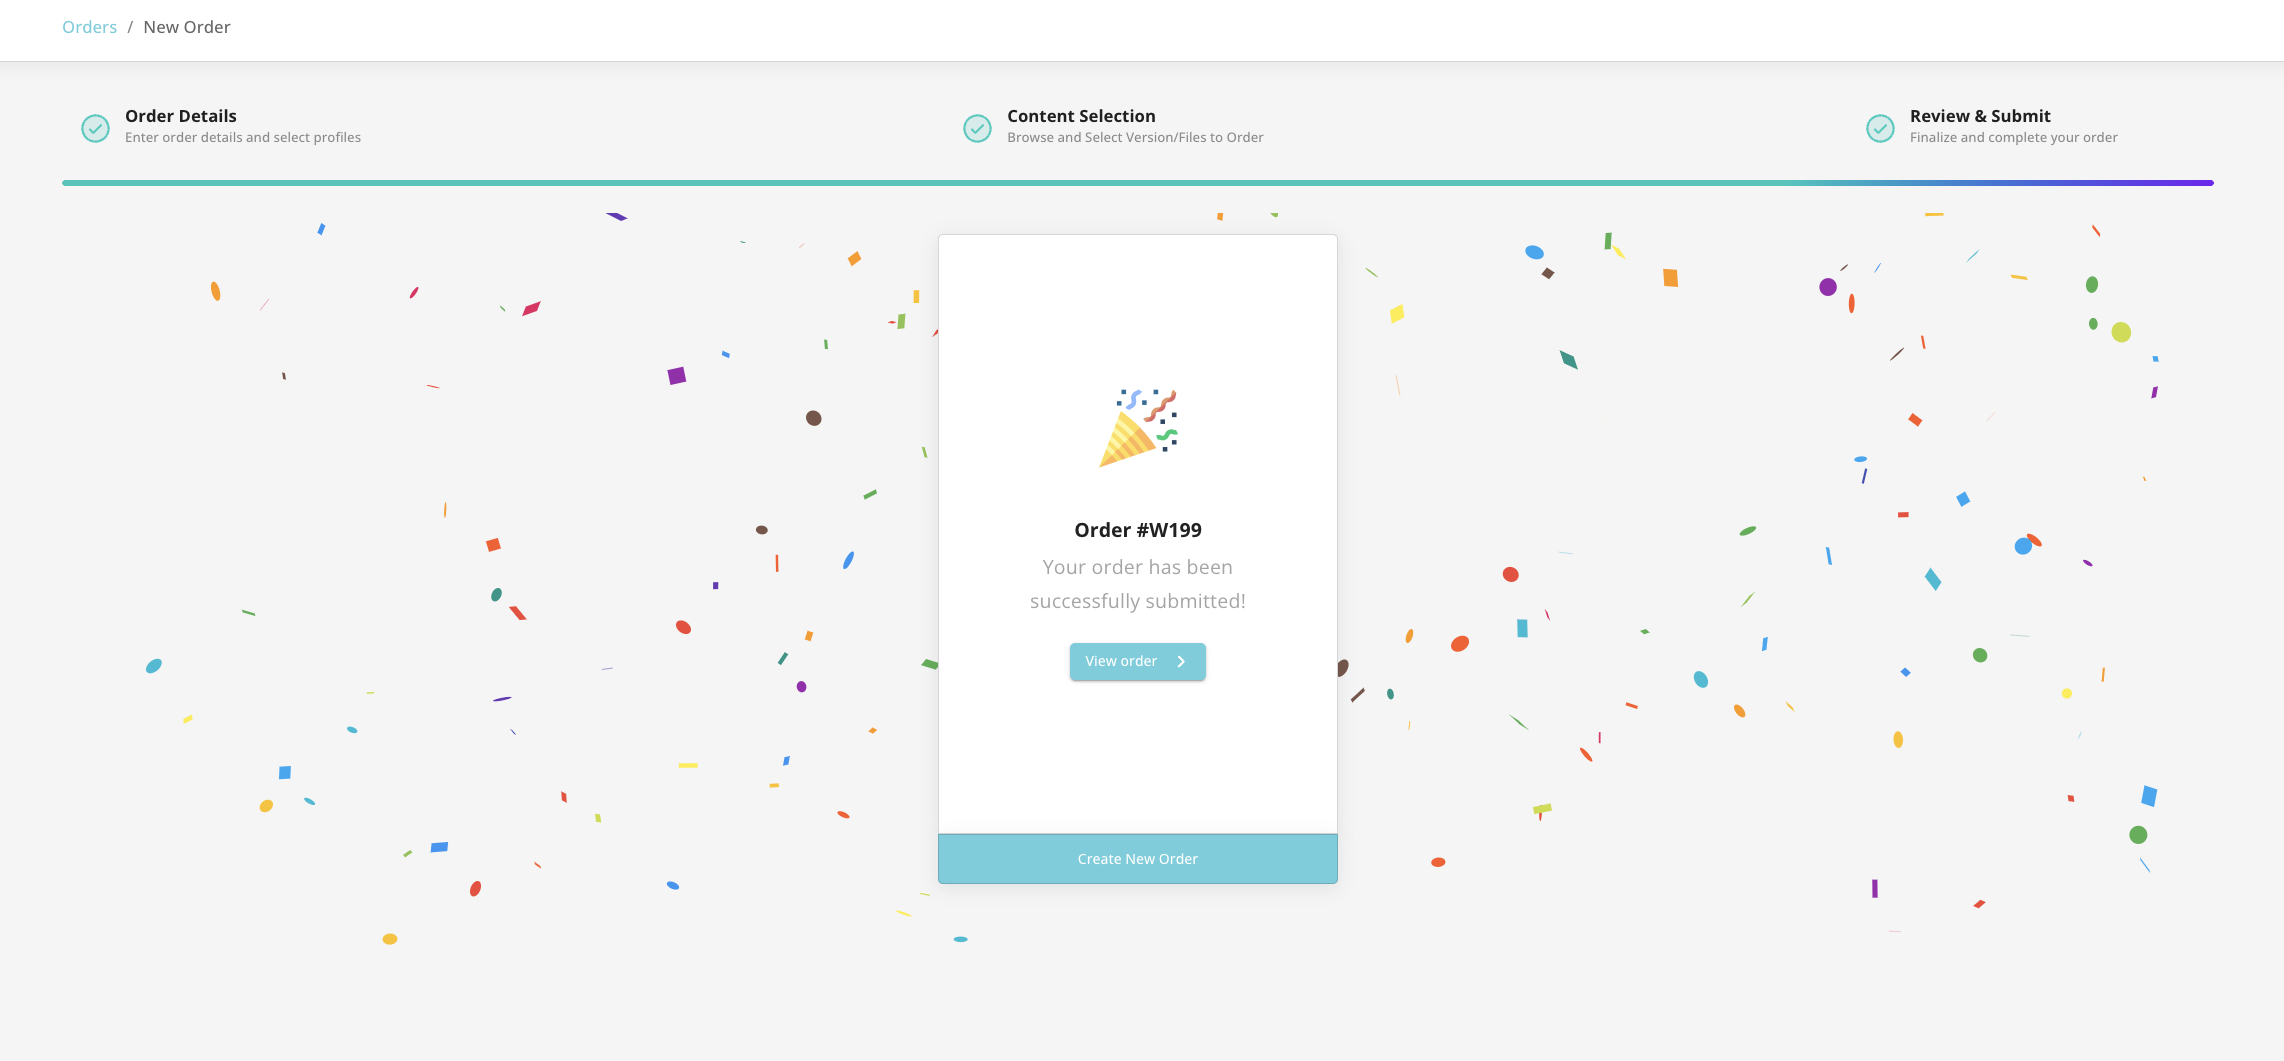 Orders / New Order
Order Details
Enter order details and select profiles
Content Selection
Browse and Select Version/Files to Order
Review & Submit
Finalize and complete your order
Order #W199
Your order has been
successfully submitted!
View order
Create New Order